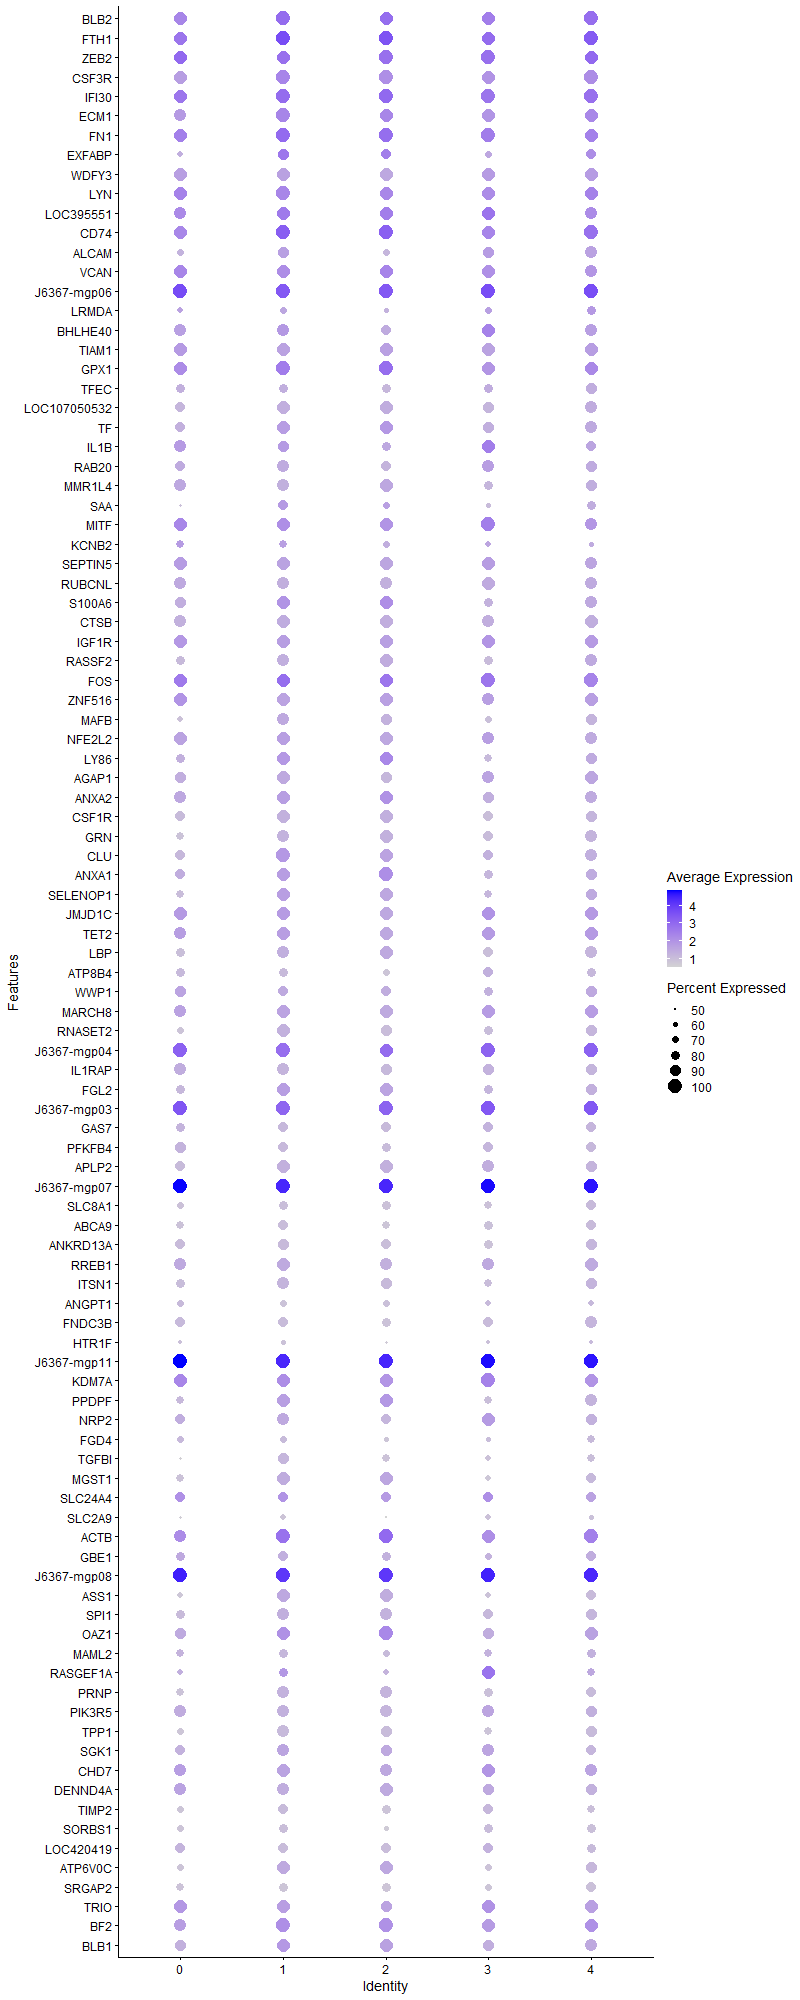 BLB2
FTH1
ZEB2
CSF3R
IFI30
ECM1
FN1
EXFABP
WDFY3
LYN
LOC395551
CD74
ALCAM
VCAN
J6367-mgp06
LRMDA
BHLHE40
TIAM1
GPX1
TFEC
LOC107050532
TF
IL1B
RAB20
MMR1L4
SAA
MITF
KCNB2
SEPTIN5
RUBCNL
S100A6
CTSB
IGF1R
RASSF2
FOS
ZNF516
MAFB
NFE2L2
LY86
AGAP1
ANXA2
CSF1R
GRN
CLU
ANXA1
SELENOP1
JMJD1C
TET2
LBP
ATP8B4
WWP1
MARCH8
RNASET2
J6367-mgp04
IL1RAP
FGL2
J6367-mgp03
GAS7
PFKFB4
APLP2
J6367-mgp07
SLC8A1
ABCA9
ANKRD13A
RREB1
ITSN1
ANGPT1
FNDC3B
HTR1F
J6367-mgp11
KDM7A
PPDPF
NRP2
FGD4
TGFBI
MGST1
SLC24A4
SLC2A9
ACTB
GBE1
J6367-mgp08
ASS1
SPI1
OAZ1
MAML2
RASGEF1A
PRNP
PIK3R5
TPP1
SGK1
CHD7
DENND4A
TIMP2
SORBS1
LOC420419
ATP6V0C
SRGAP2
TRIO
BF2
BLB1
Features
0 1 2 3 4
Identity
Average Expression
4
3
2
1
Percent Expressed
50
60
70
80
90
100